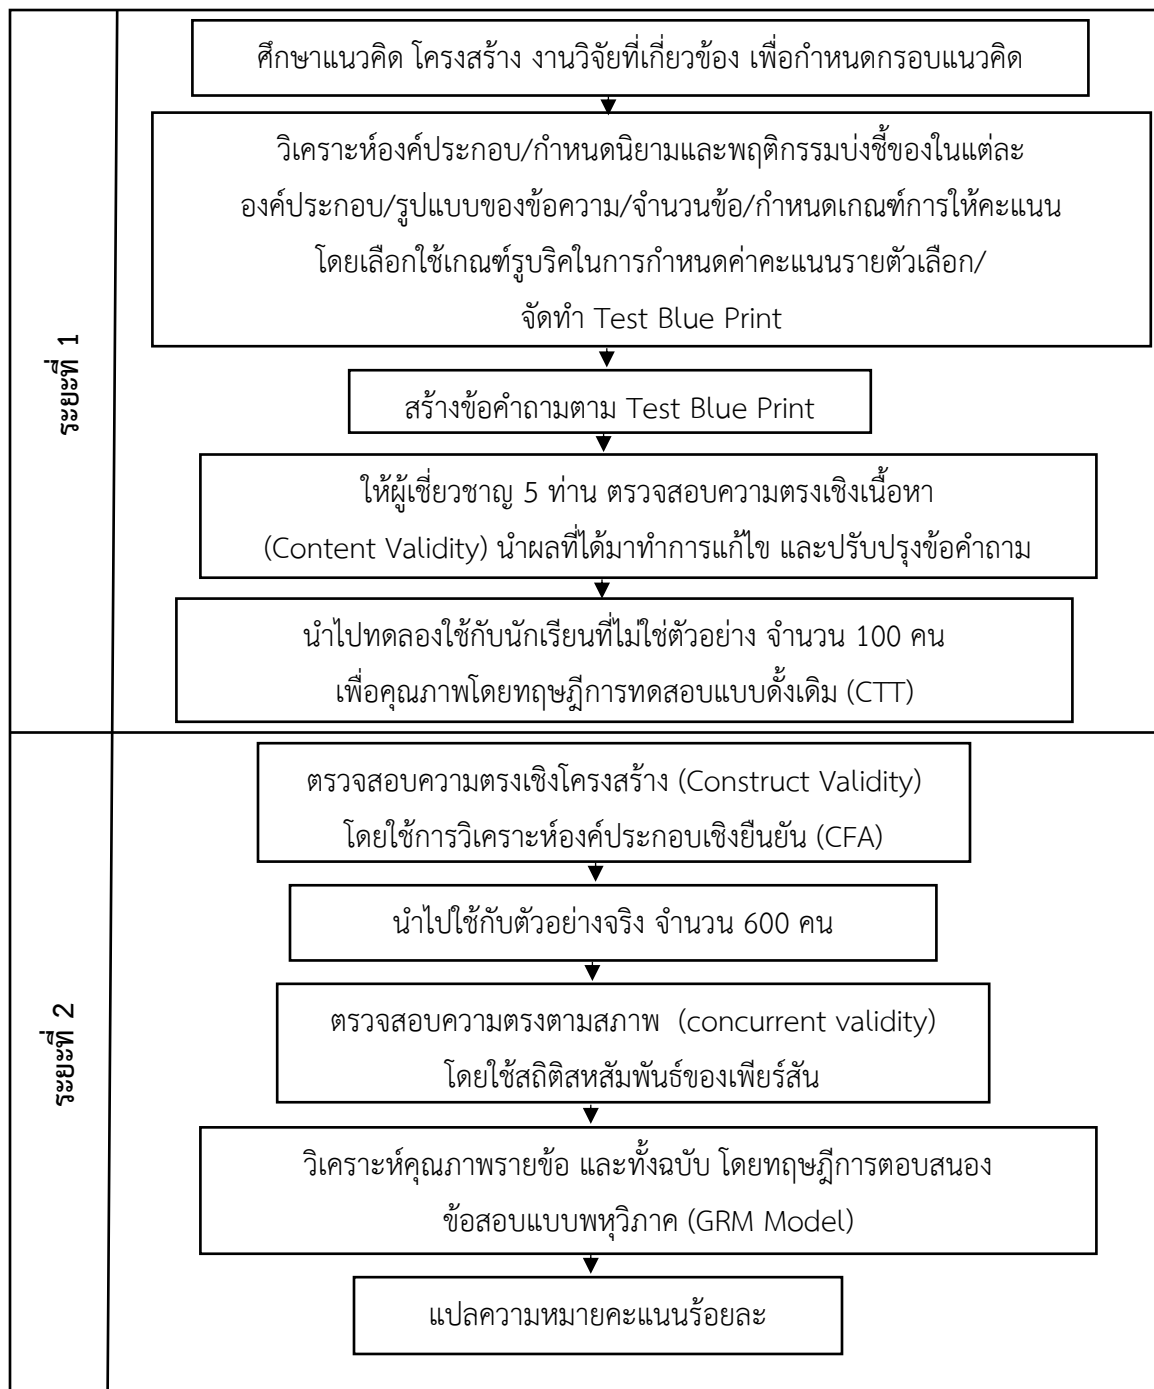 ระยะที่ 1
ศึกษาแนวคิด โครงสร้าง งานวิจัยที่เกี่ยวข้อง เพื่อกำหนดกรอบแนวคิด
วิเคราะห์องค์ประกอบ/กำหนดนิยามและพฤติกรรมบ่งชี้ของในแต่ละ
องค์ประกอบ/รูปแบบของข้อความ/จำนวนข้อ/กำหนดเกณฑ์การให้คะแนน
โดยเลือกใช้เกณฑ์รูบริคในการกำหนดค่าคะแนนรายตัวเลือก/
จัดทำ Test Blue Print
สร้างข้อคำถามตาม Test Blue Print
ให้ผู้เชี่ยวชาญ 5 ท่าน ตรวจสอบความตรงเชิงเนื้อหา
(Content Validity) นำผลที่ได้มาทำการแก้ไข และปรับปรุงข้อคำถาม
นำไปทดลองใช้กับนักเรียนที่ไม่ใช่ตัวอย่าง จำนวน 100 คน
เพื่อคุณภาพโดยทฤษฎีการทดสอบแบบดั้งเดิม (CTT)
ระยะที่ 2
ตรวจสอบความตรงเชิงโครงสร้าง (Construct Validity)
โดยใช้การวิเคราะห์องค์ประกอบเชิงยืนยัน (CFA)
นำไปใช้กับตัวอย่างจริง จำนวน 600 คน
ตรวจสอบความตรงตามสภาพ (concurrent validity)
โดยใช้สถิติสหสัมพันธ์ของเพียร์สัน
วิเคราะห์คุณภาพรายข้อ และทั้งฉบับ โดยทฤษฎีการตอบสนอง
ข้อสอบแบบพหุวิภาค (GRM Model)
แปลความหมายคะแนนร้อยละ